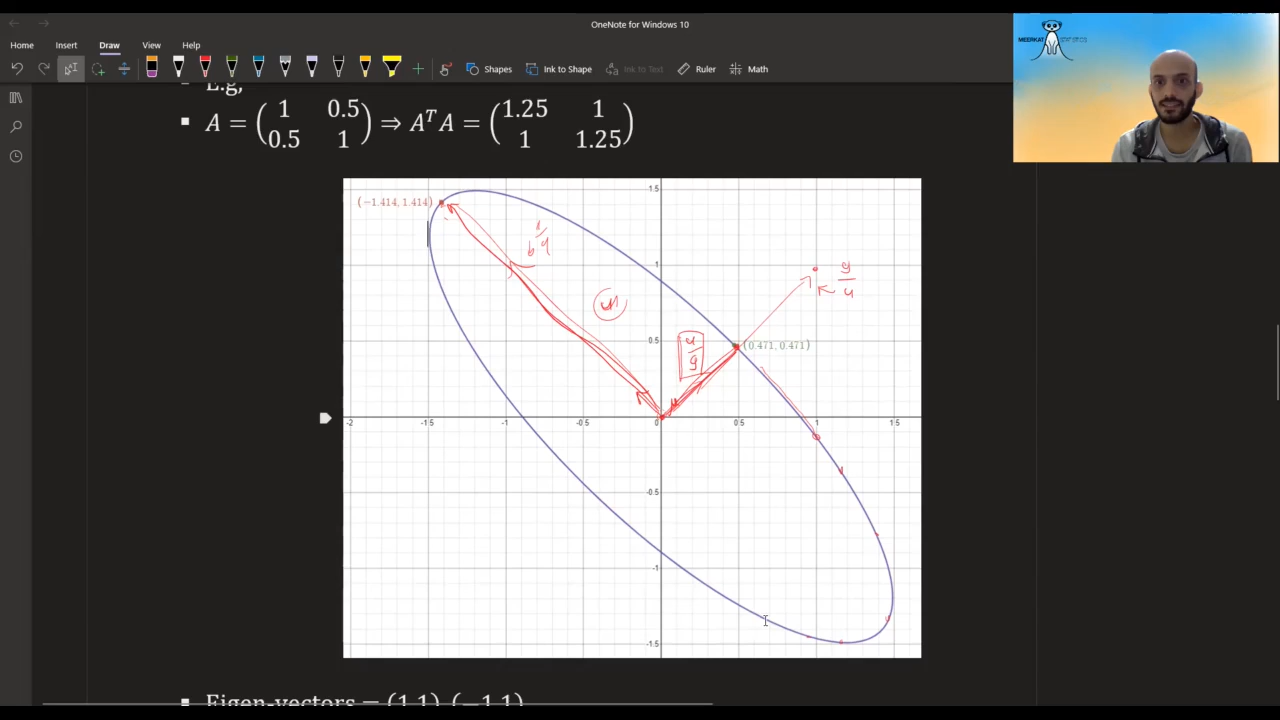 OneNote for Windows 10
Home Insert Draw View Help
Shapes Ink to Shape Ink to Text Ruler Math
MEERKAT
E.g,
A = (1 0.5 0.5 1) ⇒ AᵀA = (1.25 1 1 1.25)
1.5
(−1.414, 1.414)
1
0.5
(0.471, 0.471)
-2 -1.5 -1 -0.5 0 0.5 1 1.5
-0.5
-1
-1.5
Eigen-vectors = (1,1), (−1,1)